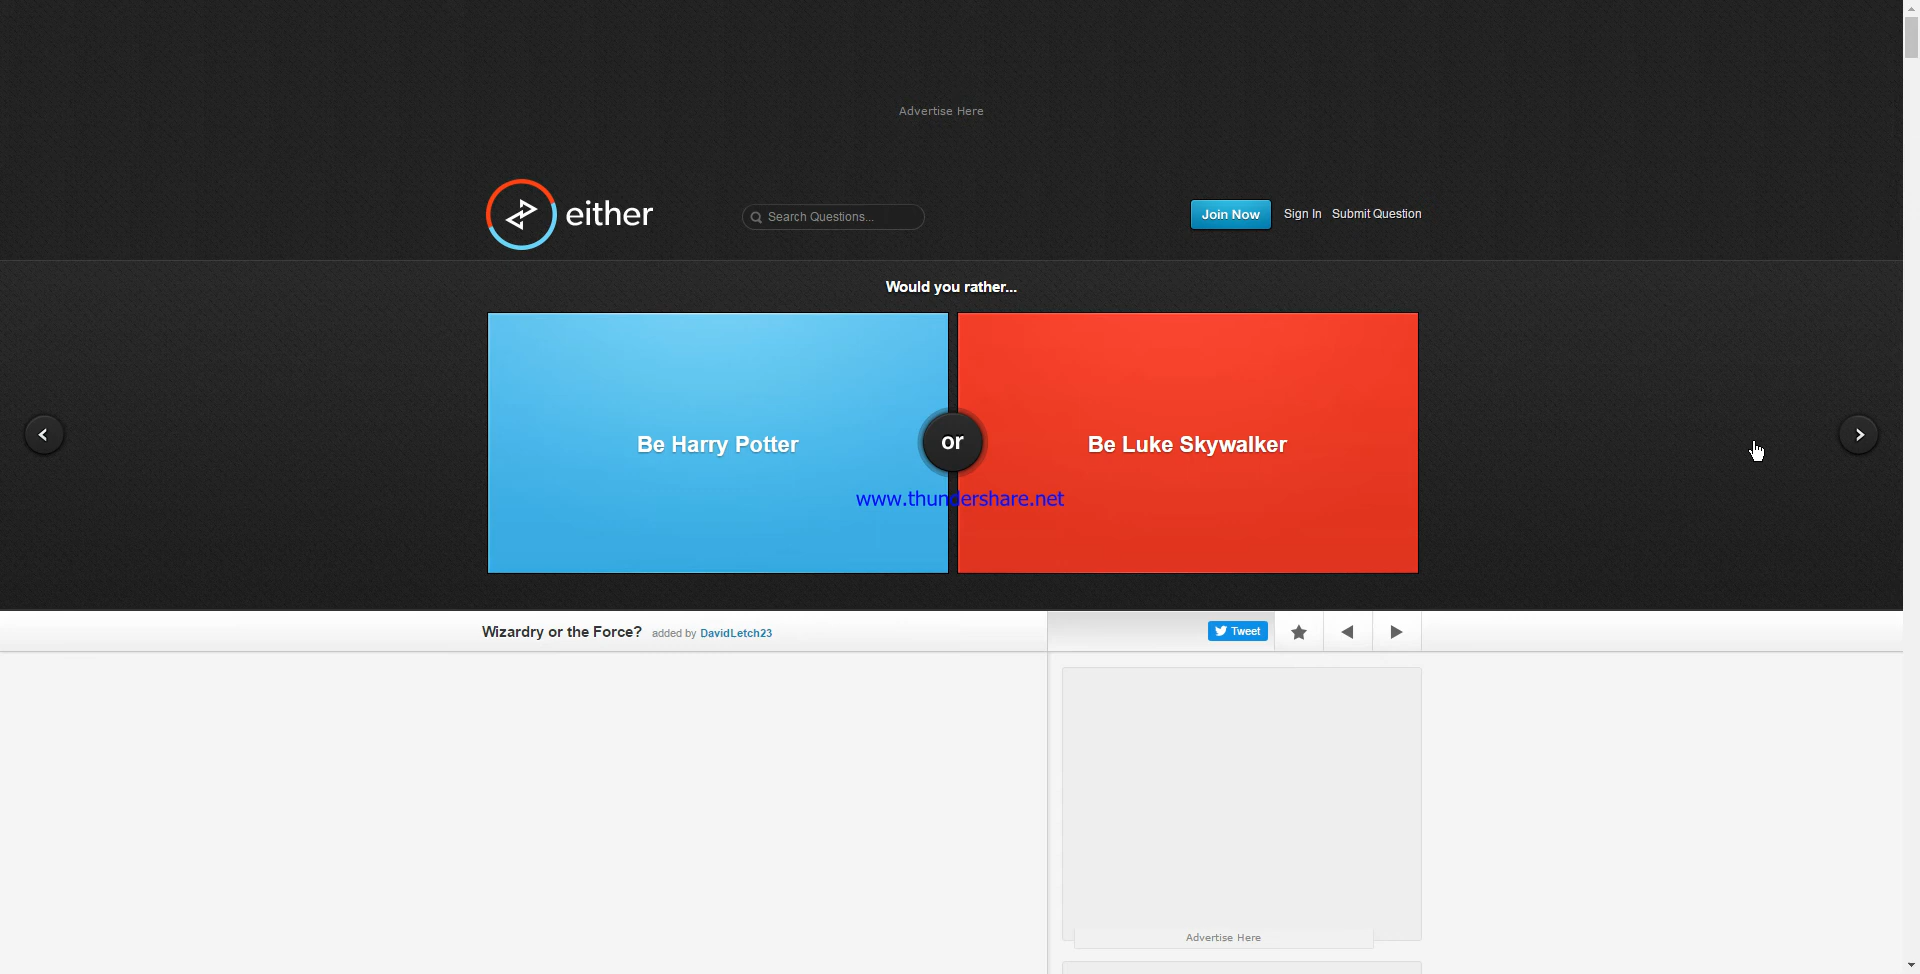 Advertise Here
either
Search Questions...
Join Now Sign In Submit Question
Would you rather...
Be Harry Potter or Be Luke Skywalker
www.thundershare.net
Wizardry or the Force? added by DavidLetch23
Tweet
Advertise Here